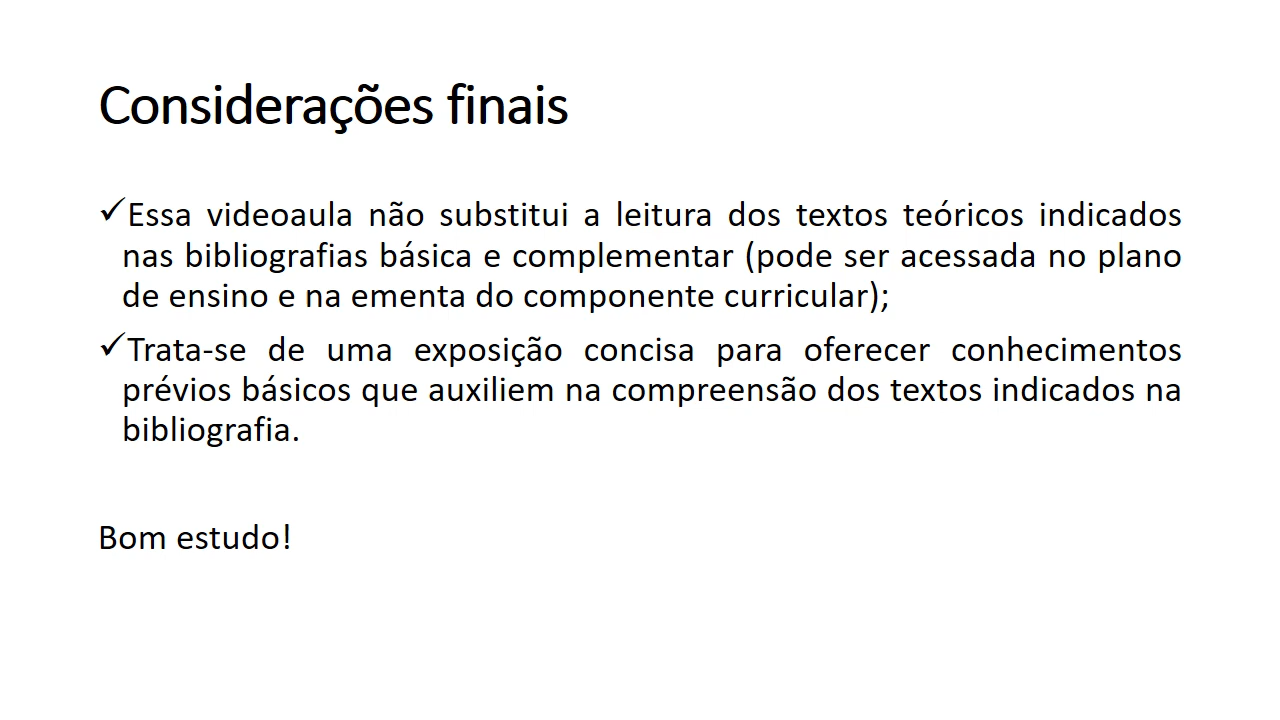 Considerações finais
✓Essa videoaula não substitui a leitura dos textos teóricos indicados
nas bibliografias básica e complementar (pode ser acessada no plano
de ensino e na ementa do componente curricular);
✓Trata-se de uma exposição concisa para oferecer conhecimentos
prévios básicos que auxiliem na compreensão dos textos indicados na
bibliografia.
Bom estudo!